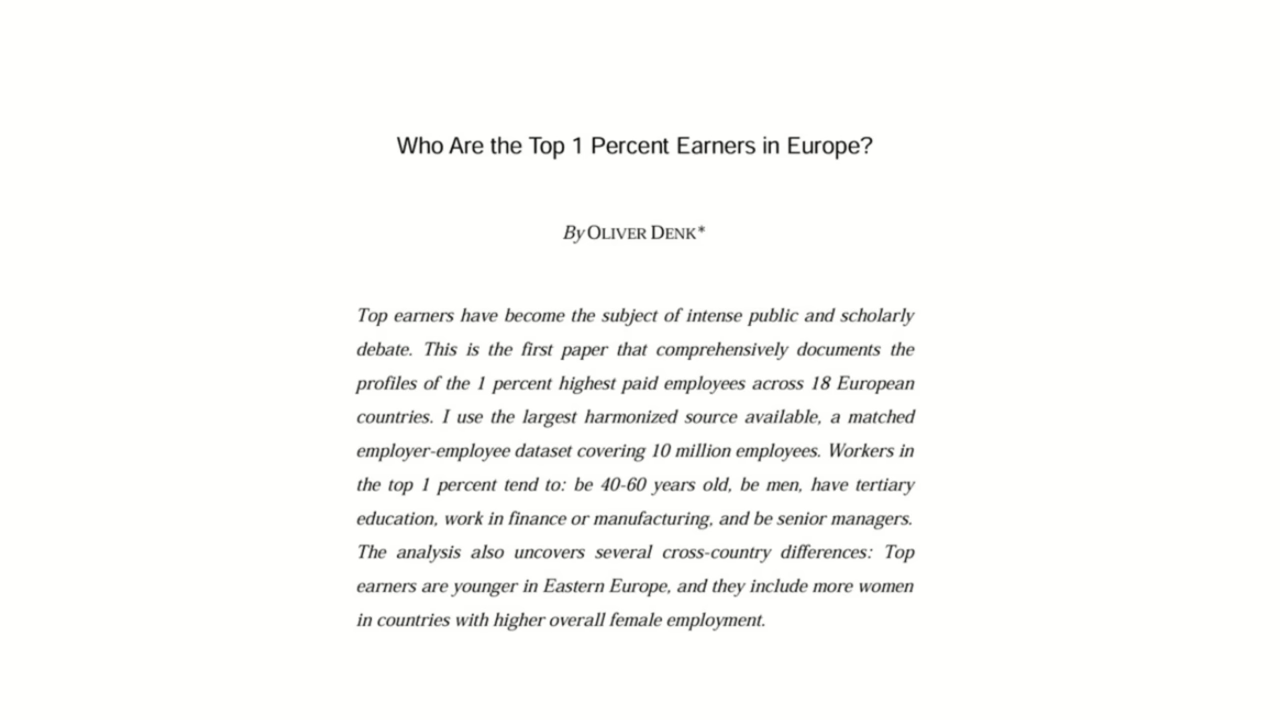 Who Are the Top 1 Percent Earners in Europe?
By OLIVER DENK*
Top earners have become the subject of intense public and scholarly
debate. This is the first paper that comprehensively documents the
profiles of the 1 percent highest paid employees across 18 European
countries. I use the largest harmonized source available, a matched
employer-employee dataset covering 10 million employees. Workers in
the top 1 percent tend to: be 40-60 years old, be men, have tertiary
education, work in finance or manufacturing, and be senior managers.
The analysis also uncovers several cross-country differences: Top
earners are younger in Eastern Europe, and they include more women
in countries with higher overall female employment.